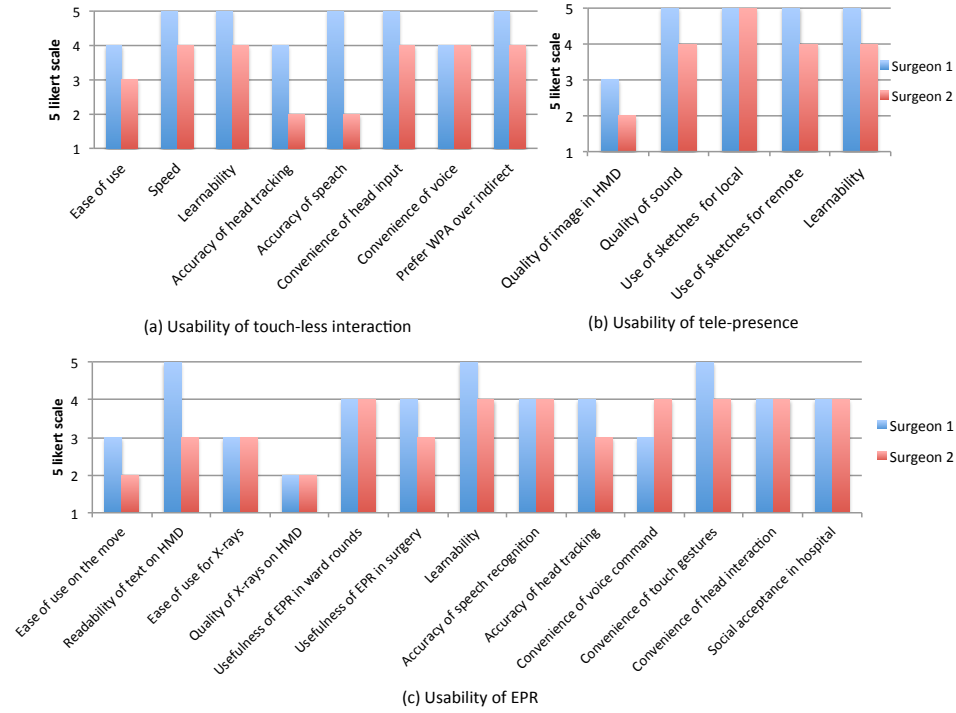 5 likert scale
5
4
3
2
1
Ease of use
Speed
Learnability
Accuracy of head tracking
Accuracy of speach
Convenience of head input
Convenience of voice
Prefer WPA over indirect
(a) Usability of touch-less interaction
5 likert scale
5
4
3
2
1
Quality of image in HMD
Quality of sound
Use of sketches for local
Use of sketches for remote
Learnability
Surgeon 1
Surgeon 2
(b) Usability of tele-presence
5 likert scale
5
4
3
2
1
Ease of use on the move
Readability of text on HMD
Ease of use for X-rays
Quality of X-rays on HMD
Usefulness of EPR in ward rounds
Usefulness of EPR in surgery
Learnability
Accuracy of speech recognition
Accuracy of head tracking
Convenience of voice command
Convenience of touch gestures
Convenience of head interaction
Social acceptance in hospital
Surgeon 1
Surgeon 2
(c) Usability of EPR